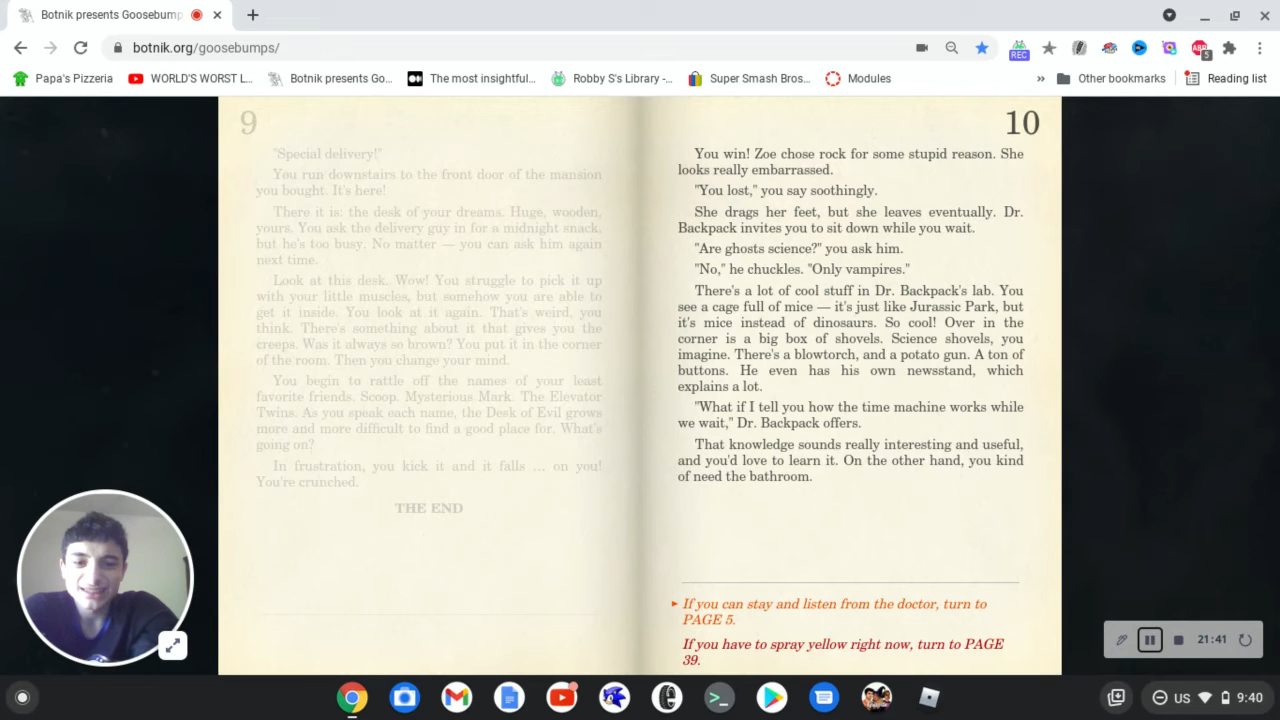 Botnik presents Goosebump
botnik.org/goosebumps/
REC
5
Papa's Pizzeria
WORLD'S WORST L...
Botnik presents Go...
The most insightful...
Robby S's Library -...
Super Smash Bros...
Modules
»
Other bookmarks
Reading list
9
"Special delivery!"
You run downstairs to the front door of the mansion
you bought. It's here!
There it is: the desk of your dreams. Huge, wooden,
yours. You ask the delivery guy in for a midnight snack,
but he's too busy. No matter — you can ask him again
next time.
Look at this desk. Wow! You struggle to pick it up
with your little muscles, but somehow you are able to
get it inside. You look at it again. That's weird, you
think. There's something about it that gives you the
creeps. Was it always so brown? You put it in the corner
of the room. Then you change your mind.
You begin to rattle off the names of your least
favorite friends. Scoop. Mysterious Mark. The Elevator
Twins. As you speak each name, the Desk of Evil grows
more and more difficult to find a good place for. What's
going on?
In frustration, you kick it and it falls ... on you!
You're crunched.
THE END
10
You win! Zoe chose rock for some stupid reason. She
looks really embarrassed.
"You lost," you say soothingly.
She drags her feet, but she leaves eventually. Dr.
Backpack invites you to sit down while you wait.
"Are ghosts science?" you ask him.
"No," he chuckles. "Only vampires."
There's a lot of cool stuff in Dr. Backpack's lab. You
see a cage full of mice — it's just like Jurassic Park, but
it's mice instead of dinosaurs. So cool! Over in the
corner is a big box of shovels. Science shovels, you
imagine. There's a blowtorch, and a potato gun. A ton of
buttons. He even has his own newsstand, which
explains a lot.
"What if I tell you how the time machine works while
we wait," Dr. Backpack offers.
That knowledge sounds really interesting and useful,
and you'd love to learn it. On the other hand, you kind
of need the bathroom.
If you can stay and listen from the doctor, turn to
PAGE 5.
If you have to spray yellow right now, turn to PAGE
39.
21:41
US
9:40